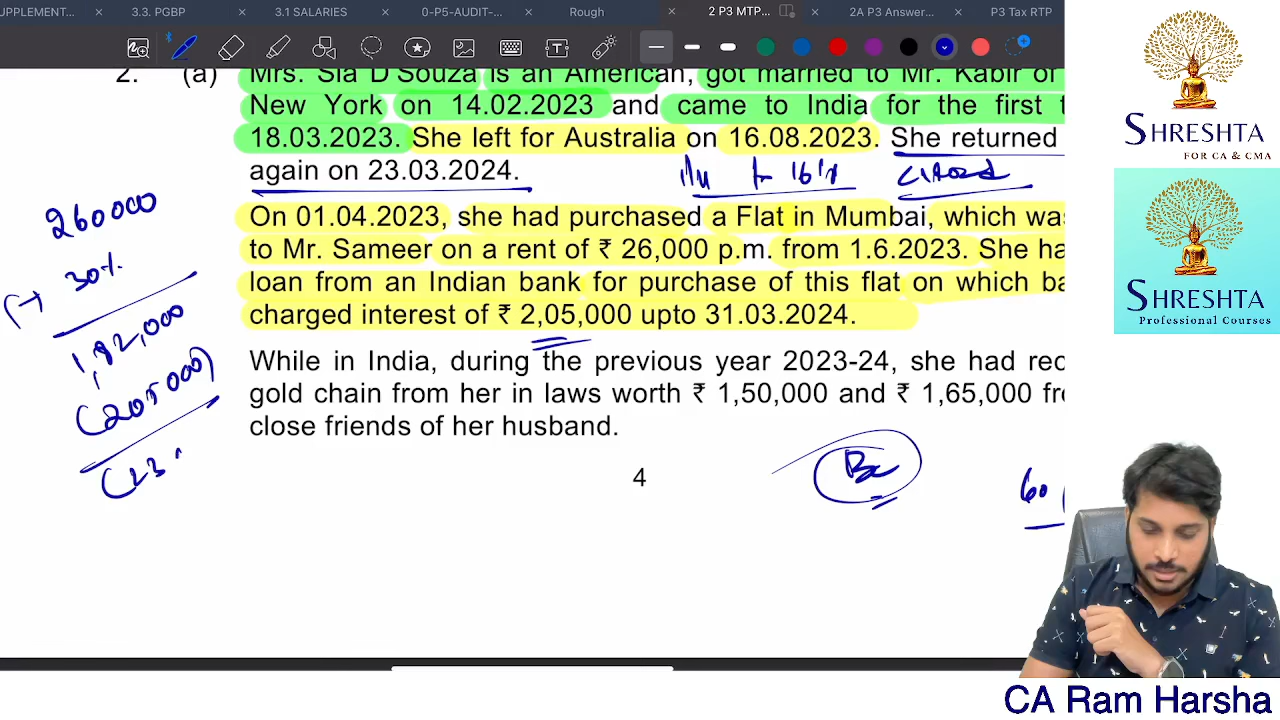 UPPLEMENT...
3.3. PGBP
3.1 SALARIES
0-P5-AUDIT-...
Rough
2 P3 MTP...
2A P3 Answer...
P3 Tax RTP
2. (a) Mrs. Sia D'Souza is an American, got married to Mr. Kabir of
New York on 14.02.2023 and came to India for the first t
18.03.2023. She left for Australia on 16.08.2023. She returned
again on 23.03.2024.
On 01.04.2023, she had purchased a Flat in Mumbai, which wa
to Mr. Sameer on a rent of ₹ 26,000 p.m. from 1.6.2023. She ha
loan from an Indian bank for purchase of this flat on which ba
charged interest of ₹ 2,05,000 upto 31.03.2024.
While in India, during the previous year 2023-24, she had rec
gold chain from her in laws worth ₹ 1,50,000 and ₹ 1,65,000 fr
close friends of her husband.
4
260000
(-) 30%
1,82,000
(205000)
(23
60
SHRESHTA
FOR CA & CMA
SHRESHTA
Professional Courses
CA Ram Harsha